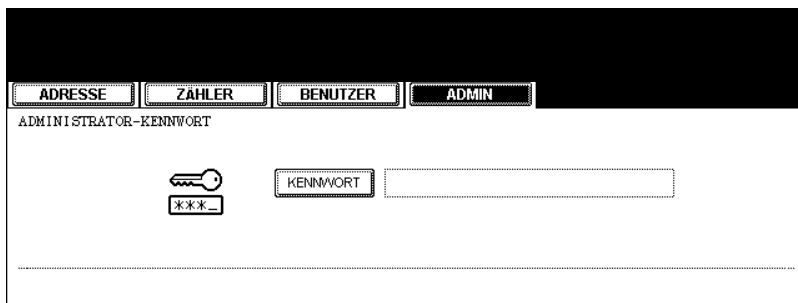 ADRESSE ZÄHLER BENUTZER ADMIN
ADMINISTRATOR-KENNWORT
KENNWORT
***_